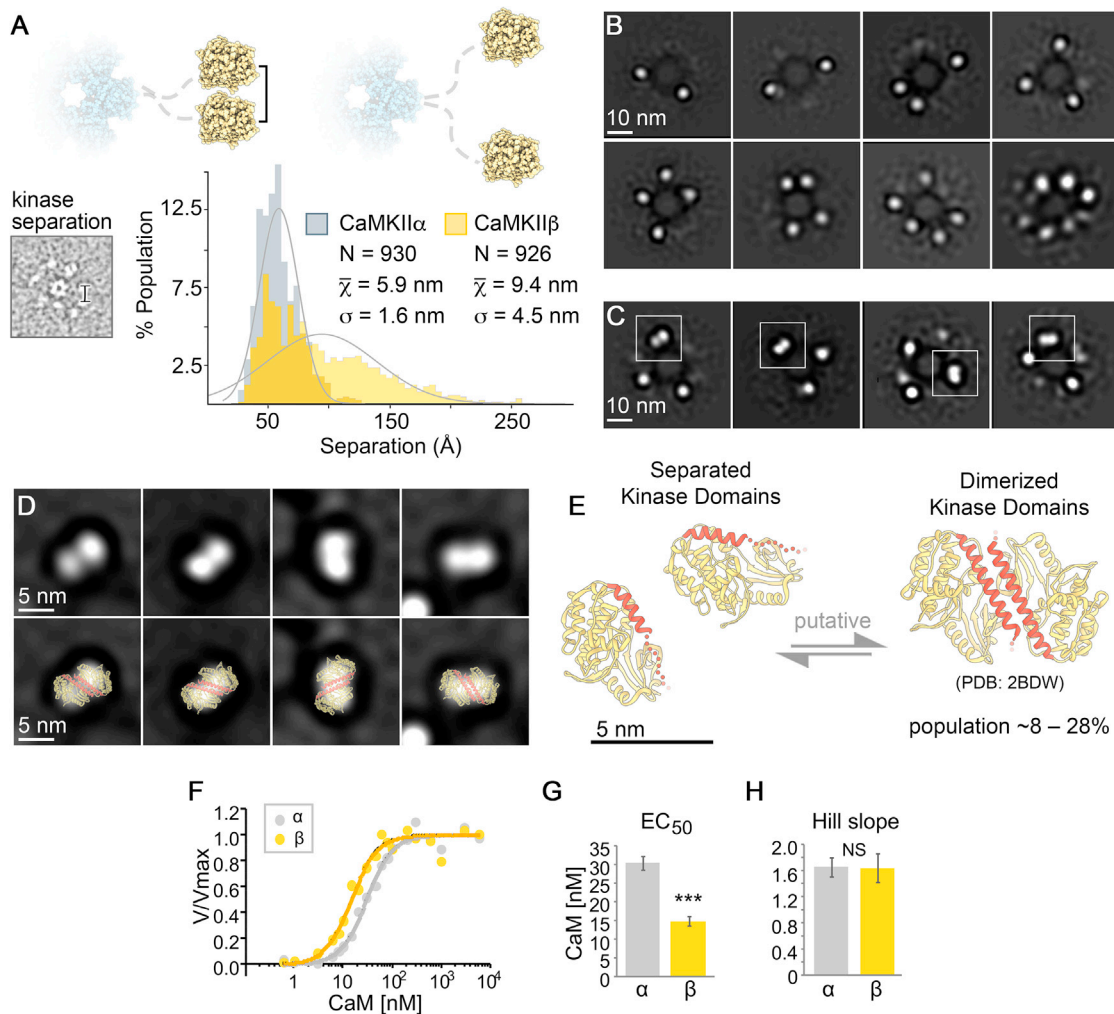 A
kinase
separation
% Population
12.5
7.5
2.5
CaMKIIα
N = 930
χ̅ = 5.9 nm
σ = 1.6 nm
CaMKIIβ
N = 926
χ̅ = 9.4 nm
σ = 4.5 nm
50
150
250
Separation (Å)
B
10 nm
C
10 nm
D
5 nm
5 nm
E
Separated
Kinase Domains
putative
5 nm
Dimerized
Kinase Domains
(PDB: 2BDW)
population ~8 – 28%
F
α
β
V/Vmax
1.2
1.0
0.8
0.6
0.4
0.2
0.0
1
10
10²
10³
10⁴
CaM [nM]
G
EC₅₀
CaM [nM]
35
30
25
20
15
10
5
0
***
α
β
H
Hill slope
NS
2.0
1.6
1.2
0.8
0.4
0
α
β